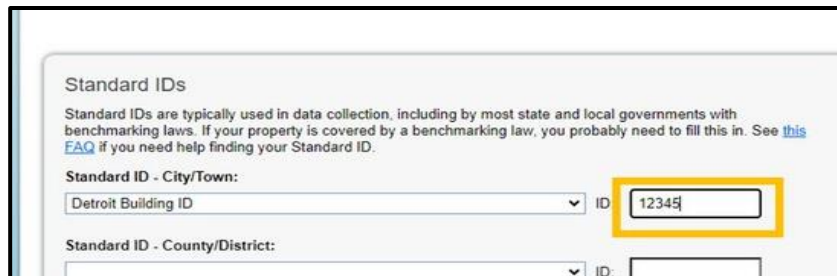 Standard IDs
Standard IDs are typically used in data collection, including by most state and local governments with
benchmarking laws. If your property is covered by a benchmarking law, you probably need to fill this in. See this
FAQ if you need help finding your Standard ID.
Standard ID - City/Town:
Detroit Building ID ID 12345
Standard ID - County/District:
ID: